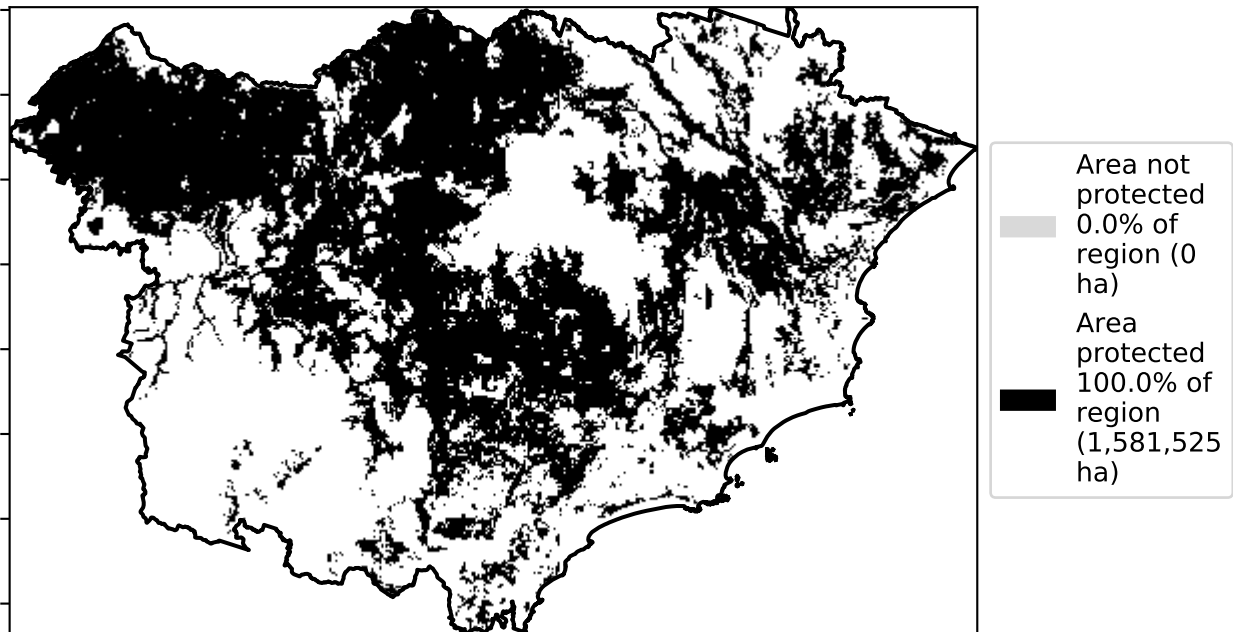 Area not
protected
0.0% of
region (0
ha)
Area
protected
100.0% of
region
(1,581,525
ha)